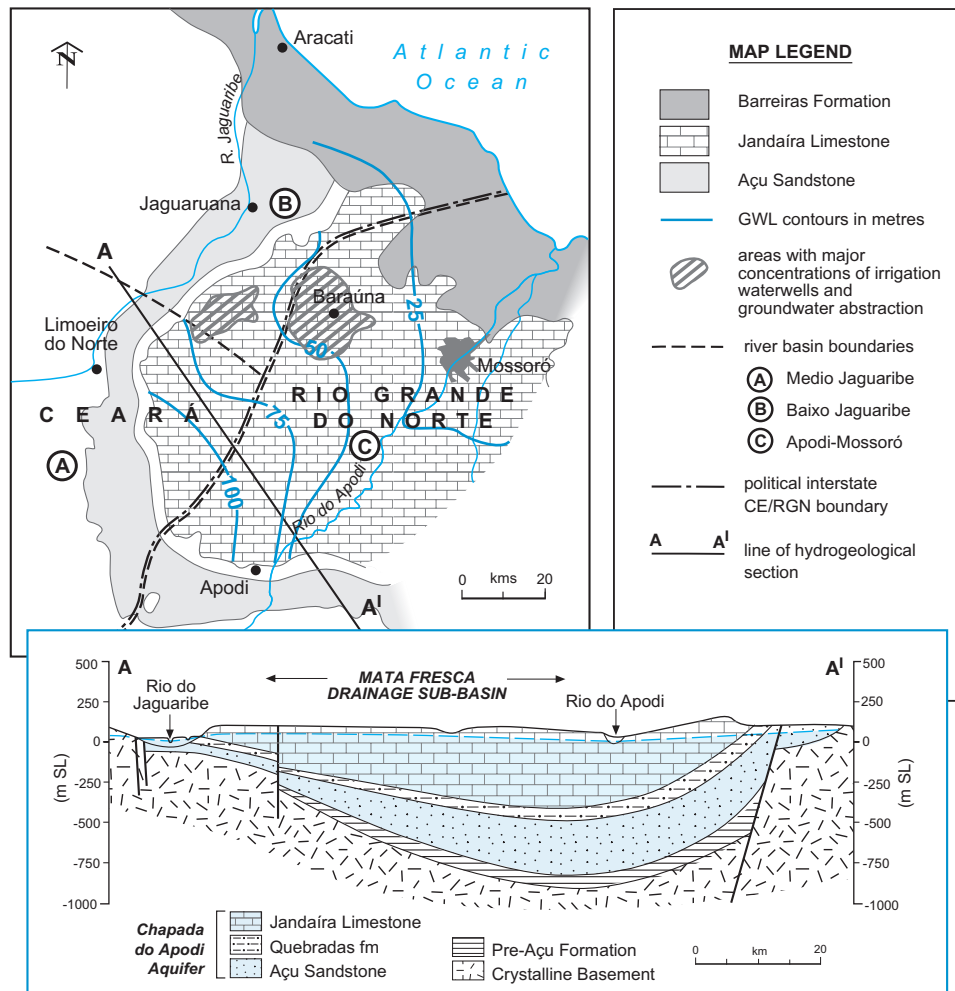 N
Aracati
Atlantic
Ocean
R. Jaguaribe
Jaguaruana
B
A
Limoeiro
do Norte
Baraúna
25
50
Mossoró
RIO GRANDE
DO NORTE
CEARÁ
75
C
A
100
Rio do Apodi
Apodi
0 kms 20
A^I
MAP LEGEND
Barreiras Formation
Jandaíra Limestone
Açu Sandstone
GWL contours in metres
areas with major
concentrations of irrigation
waterwells and
groundwater abstraction
river basin boundaries
A Medio Jaguaribe
B Baixo Jaguaribe
C Apodi-Mossoró
political interstate
CE/RGN boundary
A A^I
line of hydrogeological
section
500 A MATA FRESCA A^I 500
DRAINAGE SUB-BASIN
Rio do
Jaguaribe
Rio do Apodi
250 250
0 0
-250 -250
-500 -500
-750 -750
-1000 -1000
(m SL) (m SL)
Chapada
do Apodi
Aquifer
Jandaíra Limestone
Quebradas fm
Açu Sandstone
Pre-Açu Formation
Crystalline Basement
0 km 20